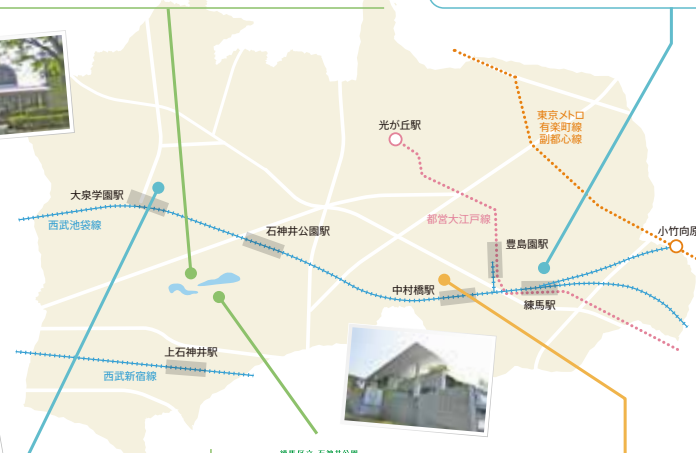 東京メトロ
有楽町線
副都心線
光が丘駅
大泉学園駅
西武池袋線
石神井公園駅
都営大江戸線
豊島園駅
小竹向原
中村橋駅
練馬駅
上石神井駅
西武新宿線